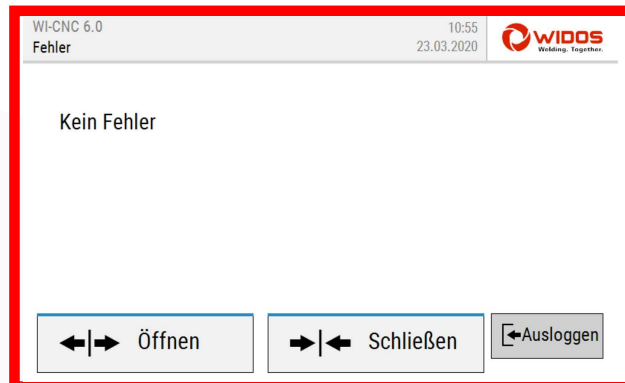 WI-CNC 6.0
10:55
Fehler
23.03.2020
WIDOS
Welding. Together.
Kein Fehler
Öffnen
Schließen
Ausloggen